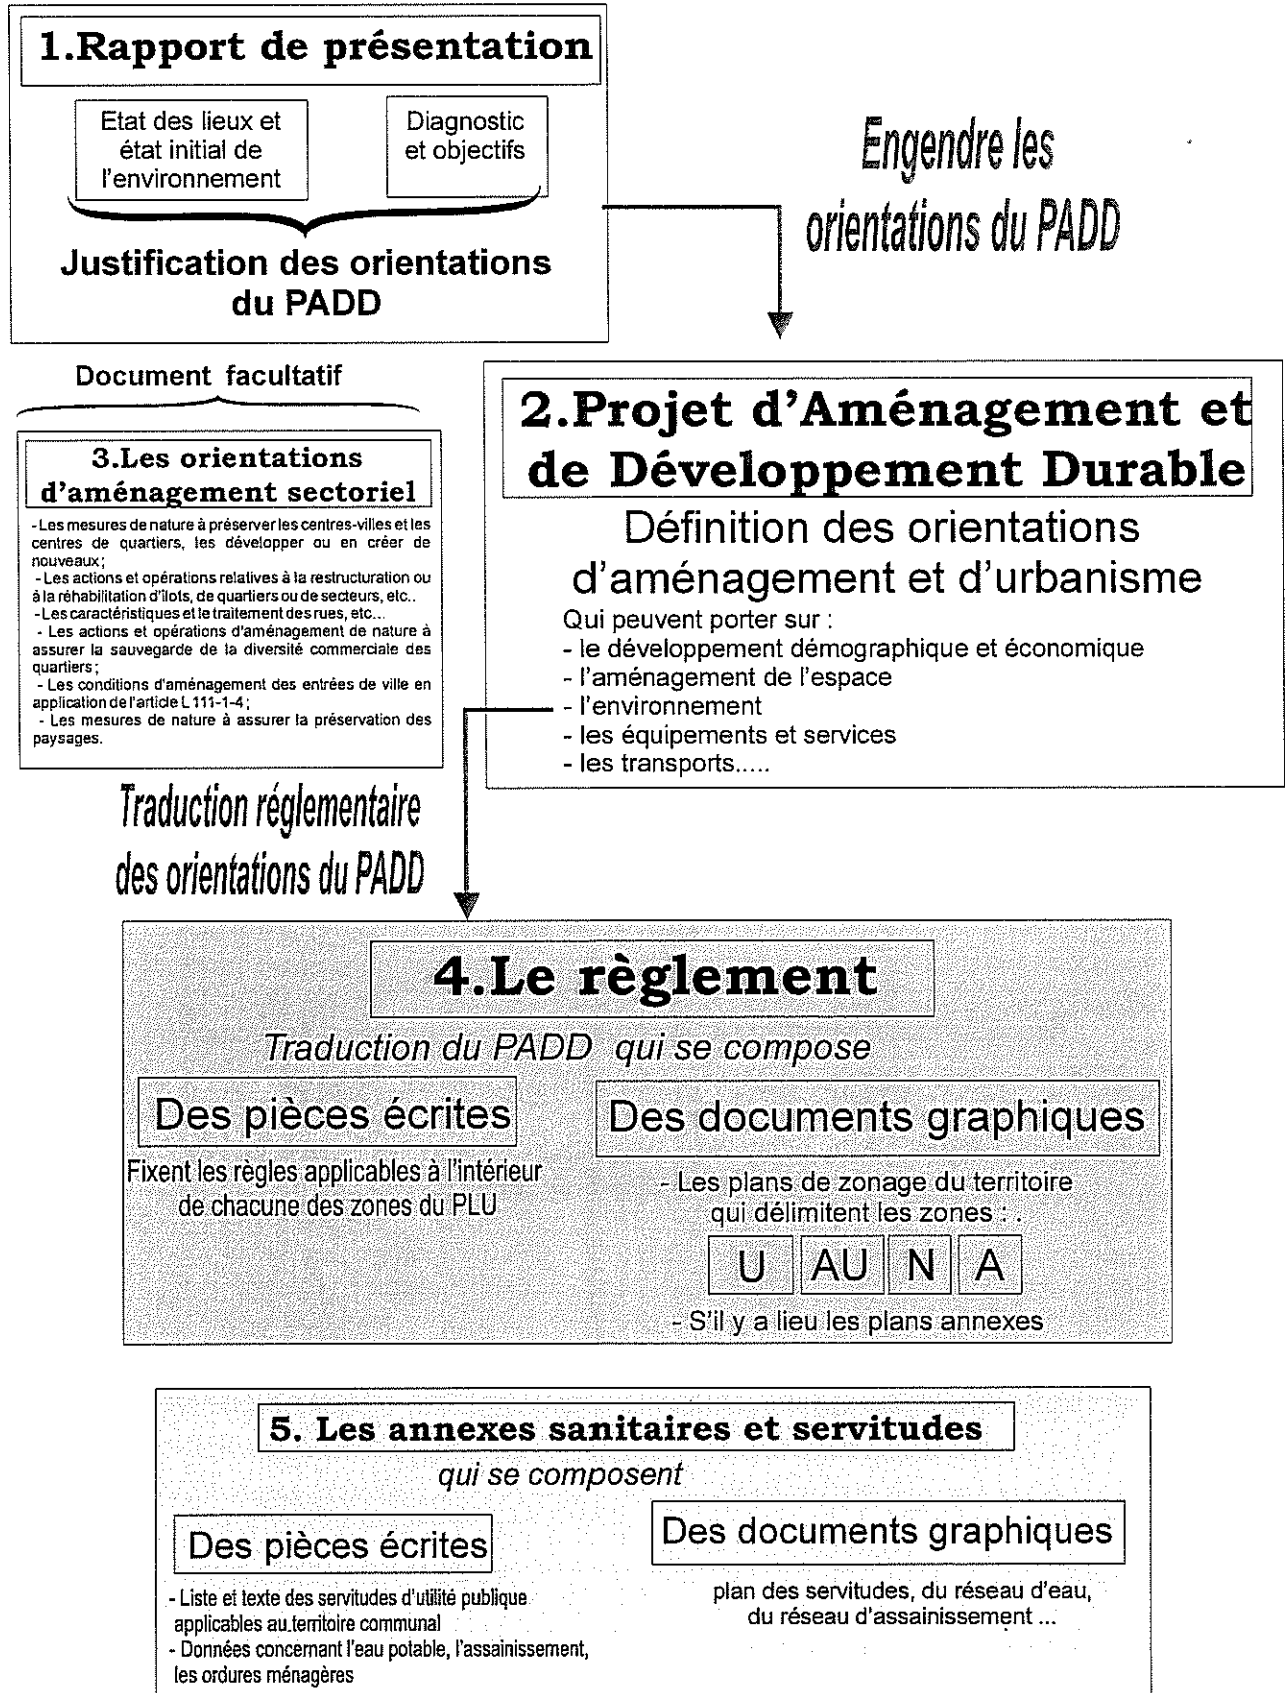 1.Rapport de présentation
Etat des lieux et
état initial de
l'environnement
Diagnostic
et objectifs
Justification des orientations
du PADD
Engendre les
orientations du PADD
Document facultatif
3.Les orientations
d'aménagement sectoriel
- Les mesures de nature à préserver les centres-villes et les
centres de quartiers, les développer ou en créer de
nouveaux;
- Les actions et opérations relatives à la restructuration ou
à la réhabilitation d'îlots, de quartiers ou de secteurs, etc..
- Les caractéristiques et le traitement des rues, etc...
- Les actions et opérations d'aménagement de nature à
assurer la sauvegarde de la diversité commerciale des
quartiers;
- Les conditions d'aménagement des entrées de ville en
application de l'article L 111-1-4;
- Les mesures de nature à assurer la préservation des
paysages.
2.Projet d'Aménagement et
de Développement Durable
Définition des orientations
d'aménagement et d'urbanisme
Qui peuvent porter sur :
- le développement démographique et économique
- l'aménagement de l'espace
- l'environnement
- les équipements et services
- les transports.....
Traduction réglementaire
des orientations du PADD
4.Le règlement
Traduction du PADD qui se compose
Des pièces écrites
Fixent les règles applicables à l'intérieur
de chacune des zones du PLU
Des documents graphiques
- Les plans de zonage du territoire
qui délimitent les zones : .
U AU N A
- S'il y a lieu les plans annexes
5. Les annexes sanitaires et servitudes
qui se composent
Des pièces écrites
- Liste et texte des servitudes d'utilité publique
applicables au territoire communal
- Données concernant l'eau potable, l'assainissement,
les ordures ménagères
Des documents graphiques
plan des servitudes, du réseau d'eau,
du réseau d'assainissement ...